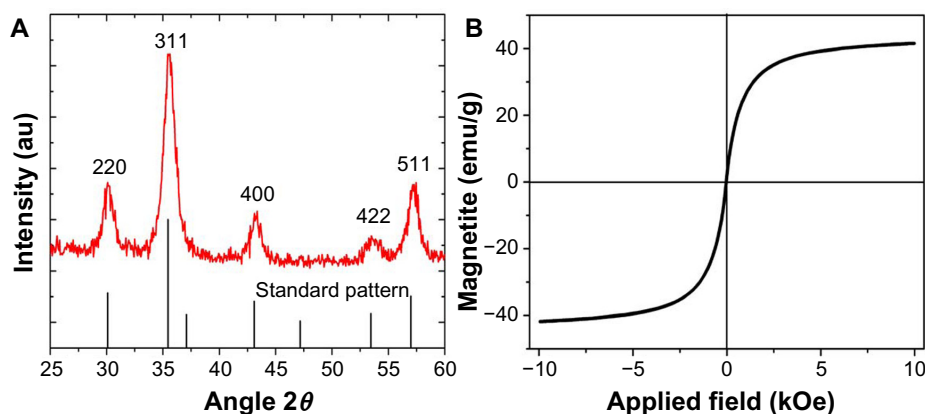 A
311
220
400
422
511
Standard pattern
Intensity (au)
25 30 35 40 45 50 55 60
Angle 2θ
B
40
20
0
−20
−40
Magnetite (emu/g)
−10 −5 0 5 10
Applied field (kOe)